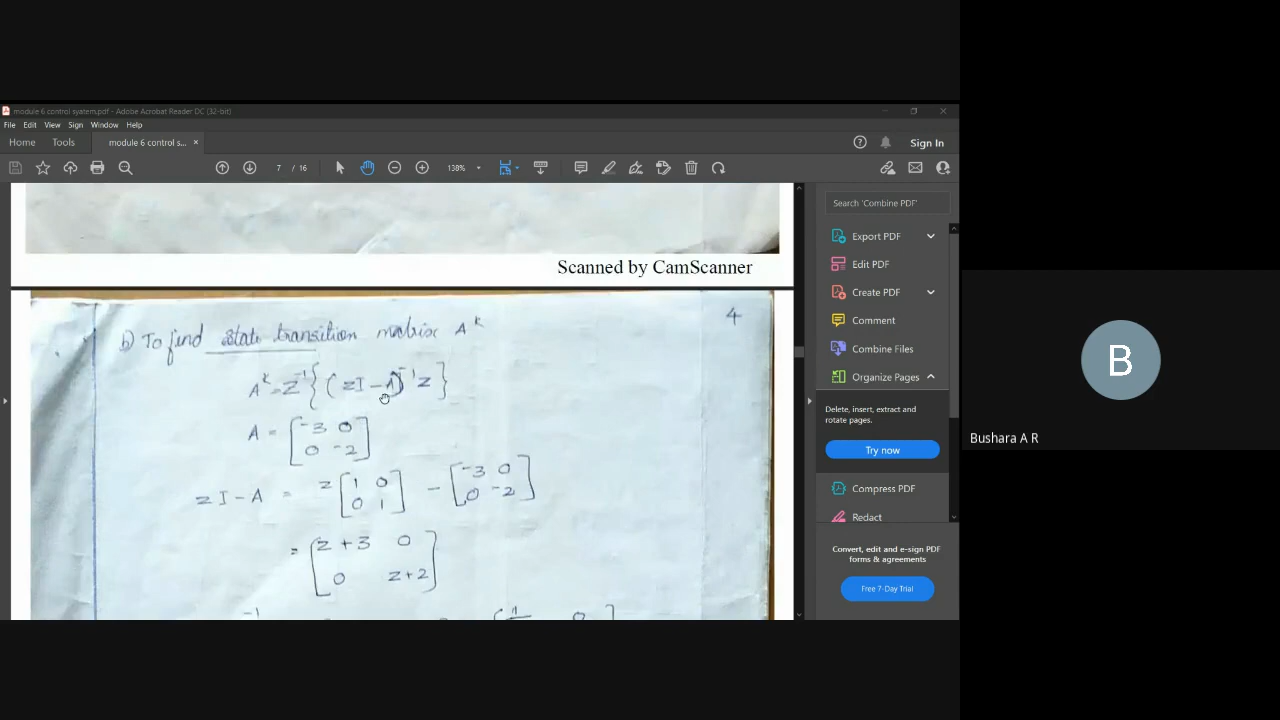 module 6 control syatem.pdf - Adobe Acrobat Reader DC (32-bit)
File Edit View Sign Window Help
Home Tools module 6 control s... × Sign In
7 / 16 138%
Scanned by CamScanner
4
b) To find state transition matrix A^k
A^k = Z^-1 { (zI - A)^-1 z }
A = [ -3 0
0 -2 ]
zI - A = z [ 1 0
0 1 ] - [ -3 0
0 -2 ]
= [ z+3 0
0 z+2 ]
Search 'Combine PDF'
Export PDF
Edit PDF
Create PDF
Comment
Combine Files
Organize Pages
Delete, insert, extract and
rotate pages.
Try now
Compress PDF
Redact
Convert, edit and e-sign PDF
forms & agreements
Free 7-Day Trial
B
Bushara A R